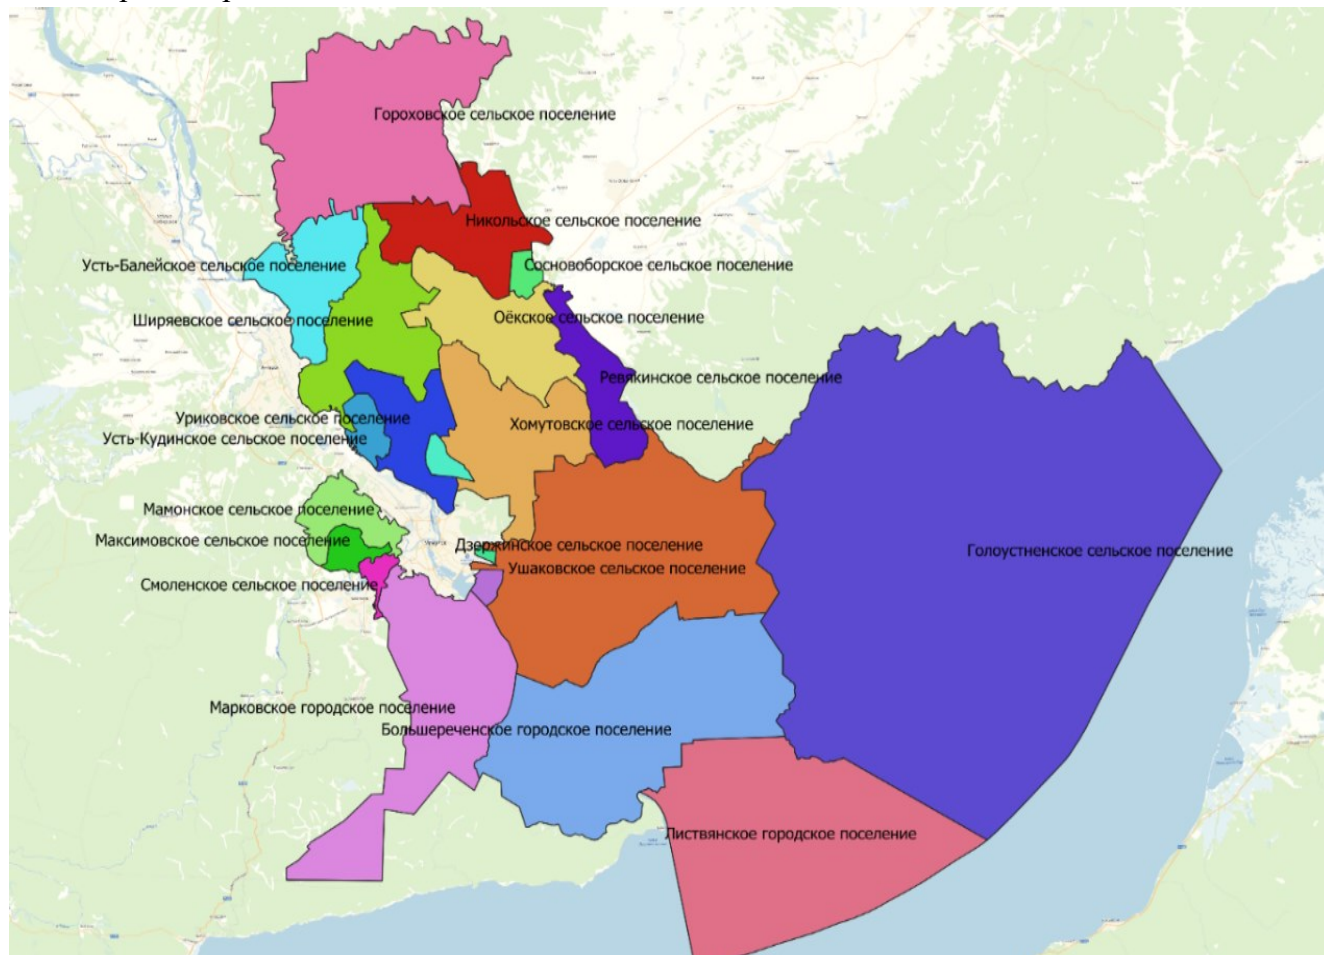 Гороховское сельское поселение
Никольское сельское поселение
Усть-Балейское сельское поселение
Сосновоборское сельское поселение
Ширяевское сельское поселение
Оёкское сельское поселение
Ревякинское сельское поселение
Уриковское сельское поселение
Хомутовское сельское поселение
Усть-Кудинское сельское поселение
Мамонское сельское поселение
Максимовское сельское поселение
Дзержинское сельское поселение
Голоустненское сельское поселение
Ушаковское сельское поселение
Смоленское сельское поселение
Марковское городское поселение
Большереченское городское поселение
Листвянское городское поселение